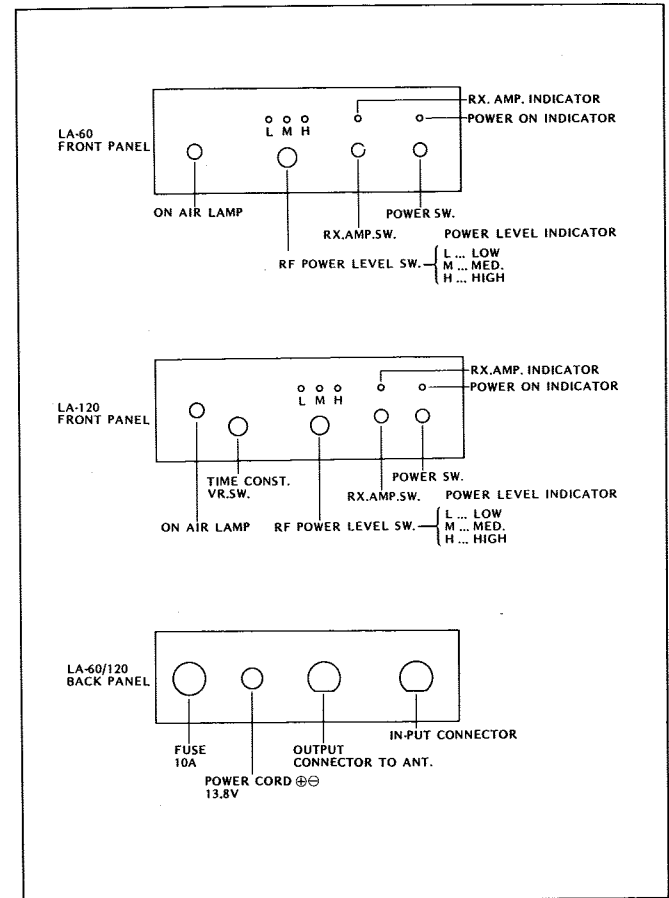 RX. AMP. INDICATOR
POWER ON INDICATOR
L M H
LA-60
FRONT PANEL
ON AIR LAMP
POWER SW.
RX.AMP.SW.
POWER LEVEL INDICATOR
RF POWER LEVEL SW.
L ... LOW
M ... MED.
H ... HIGH
RX.AMP. INDICATOR
POWER ON INDICATOR
L M H
LA-120
FRONT PANEL
TIME CONST.
VR.SW.
POWER SW.
RX.AMP.SW.
POWER LEVEL INDICATOR
ON AIR LAMP
RF POWER LEVEL SW.
L ... LOW
M ... MED.
H ... HIGH
LA-60/120
BACK PANEL
IN-PUT CONNECTOR
FUSE
10A
OUTPUT
CONNECTOR TO ANT.
POWER CORD ⊕⊖
13.8V